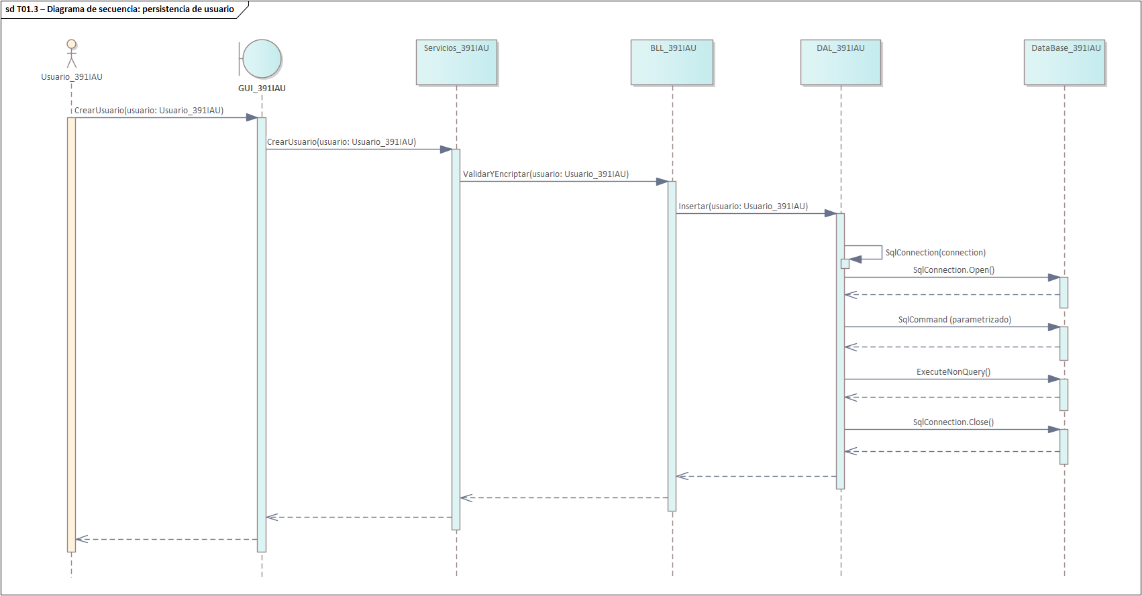 sd T01.3 – Diagrama de secuencia: persistencia de usuario
Usuario_391IAU
GUI_391IAU
Servicios_391IAU
BLL_391IAU
DAL_391IAU
DataBase_391IAU
CrearUsuario(usuario: Usuario_391IAU)
CrearUsuario(usuario: Usuario_391IAU)
ValidarYEncriptar(usuario: Usuario_391IAU)
Insertar(usuario: Usuario_391IAU)
SqlConnection(connection)
SqlConnection.Open()
SqlCommand (parametrizado)
ExecuteNonQuery()
SqlConnection.Close()